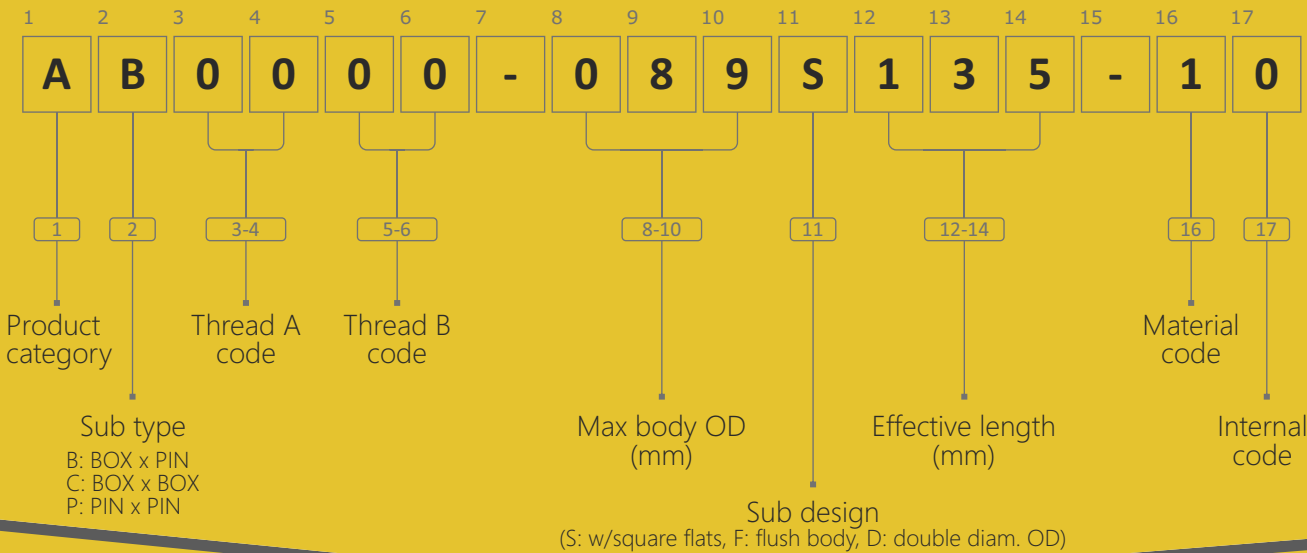 1 2 3 4 5 6 7 8 9 10 11 12 13 14 15 16 17
A B 0 0 0 0 - 0 8 9 S 1 3 5 - 1 0
1 2 3-4 5-6 8-10 11 12-14 16 17
Product
category
Thread A
code
Thread B
code
Material
code
Sub type
B: BOX x PIN
C: BOX x BOX
P: PIN x PIN
Max body OD
(mm)
Effective length
(mm)
Internal
code
Sub design
(S: w/square flats, F: flush body, D: double diam. OD)